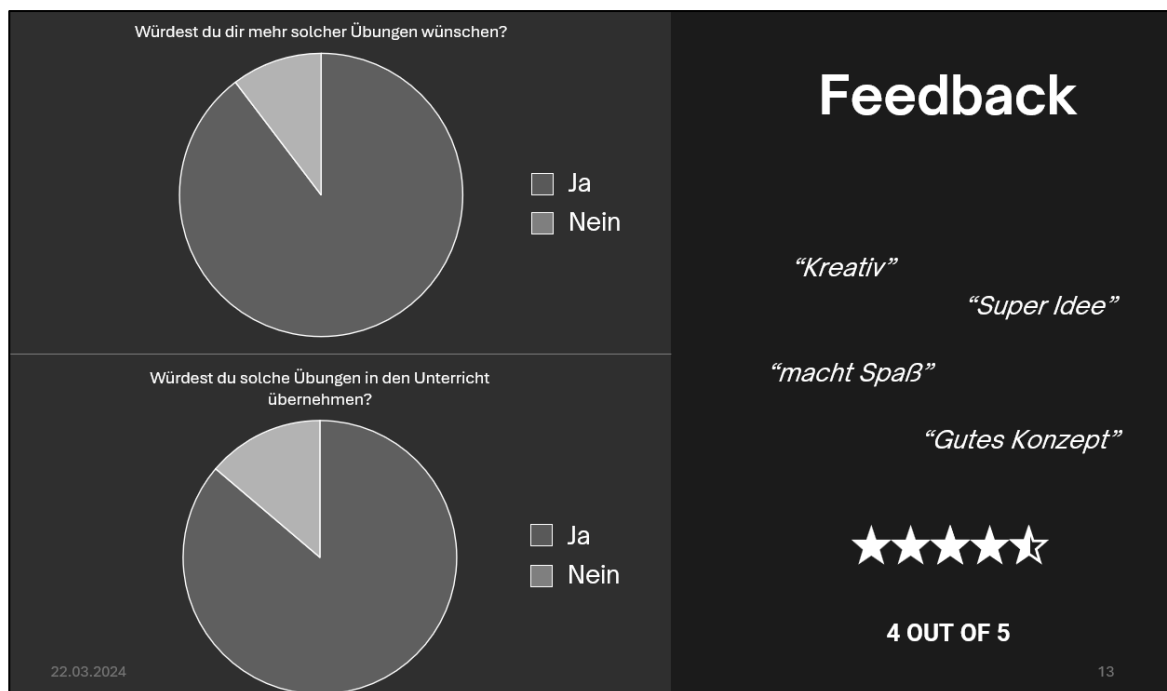 Würdest du dir mehr solcher Übungen wünschen?
Ja
Nein
Würdest du solche Übungen in den Unterricht
übernehmen?
Ja
Nein
22.03.2024
Feedback
“Kreativ”
“Super Idee”
“macht Spaß”
“Gutes Konzept”
4 OUT OF 5
13